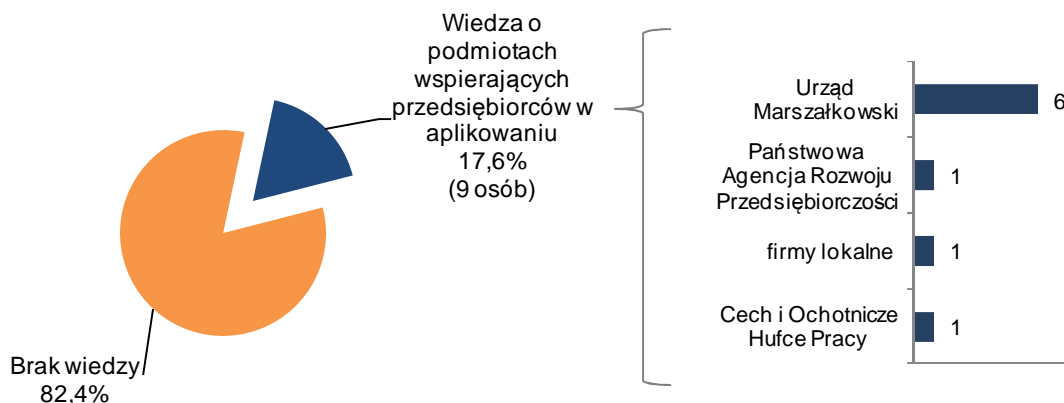 Wiedza o
podmiotach
wspierających
przedsiębiorców w
aplikowaniu
17,6%
(9 osób)
Brak wiedzy
82,4%
Urząd
Marszałkowski
6
Państwowa
Agencja Rozwoju
Przedsiębiorczości
1
firmy lokalne
1
Cech i Ochotnicze
Hufce Pracy
1